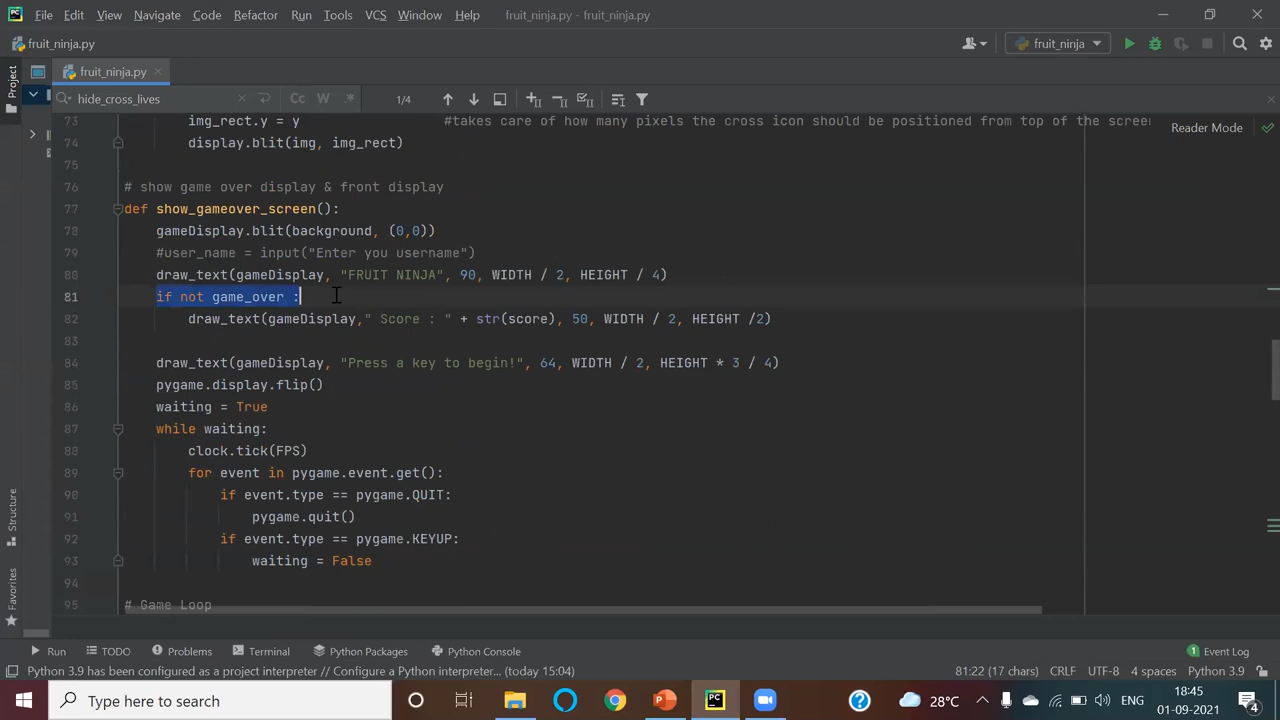 File Edit View Navigate Code Refactor Run Tools VCS Window Help fruit_ninja.py - fruit_ninja.py
fruit_ninja.py fruit_ninja
Project fruit_ninja.py
hide_cross_lives Cc W .* 1/4
Reader Mode
73 img_rect.y = y #takes care of how many pixels the cross icon should be positioned from top of the screen
74 display.blit(img, img_rect)
75
76 # show game over display & front display
77 def show_gameover_screen():
78 gameDisplay.blit(background, (0,0))
79 #user_name = input("Enter you username")
80 draw_text(gameDisplay, "FRUIT NINJA", 90, WIDTH / 2, HEIGHT / 4)
81 if not game_over :
82 draw_text(gameDisplay," Score : " + str(score), 50, WIDTH / 2, HEIGHT /2)
83
84 draw_text(gameDisplay, "Press a key to begin!", 64, WIDTH / 2, HEIGHT * 3 / 4)
85 pygame.display.flip()
86 waiting = True
87 while waiting:
88 clock.tick(FPS)
89 for event in pygame.event.get():
90 if event.type == pygame.QUIT:
91 pygame.quit()
92 if event.type == pygame.KEYUP:
93 waiting = False
94
95 # Game Loop
Structure
Favorites
Run TODO Problems Terminal Python Packages Python Console 1 Event Log
Python 3.9 has been configured as a project interpreter // Configure a Python interpreter... (today 15:04) 81:22 (17 chars) CRLF UTF-8 4 spaces Python 3.9
Type here to search 28°C ENG 18:45
01-09-2021 4